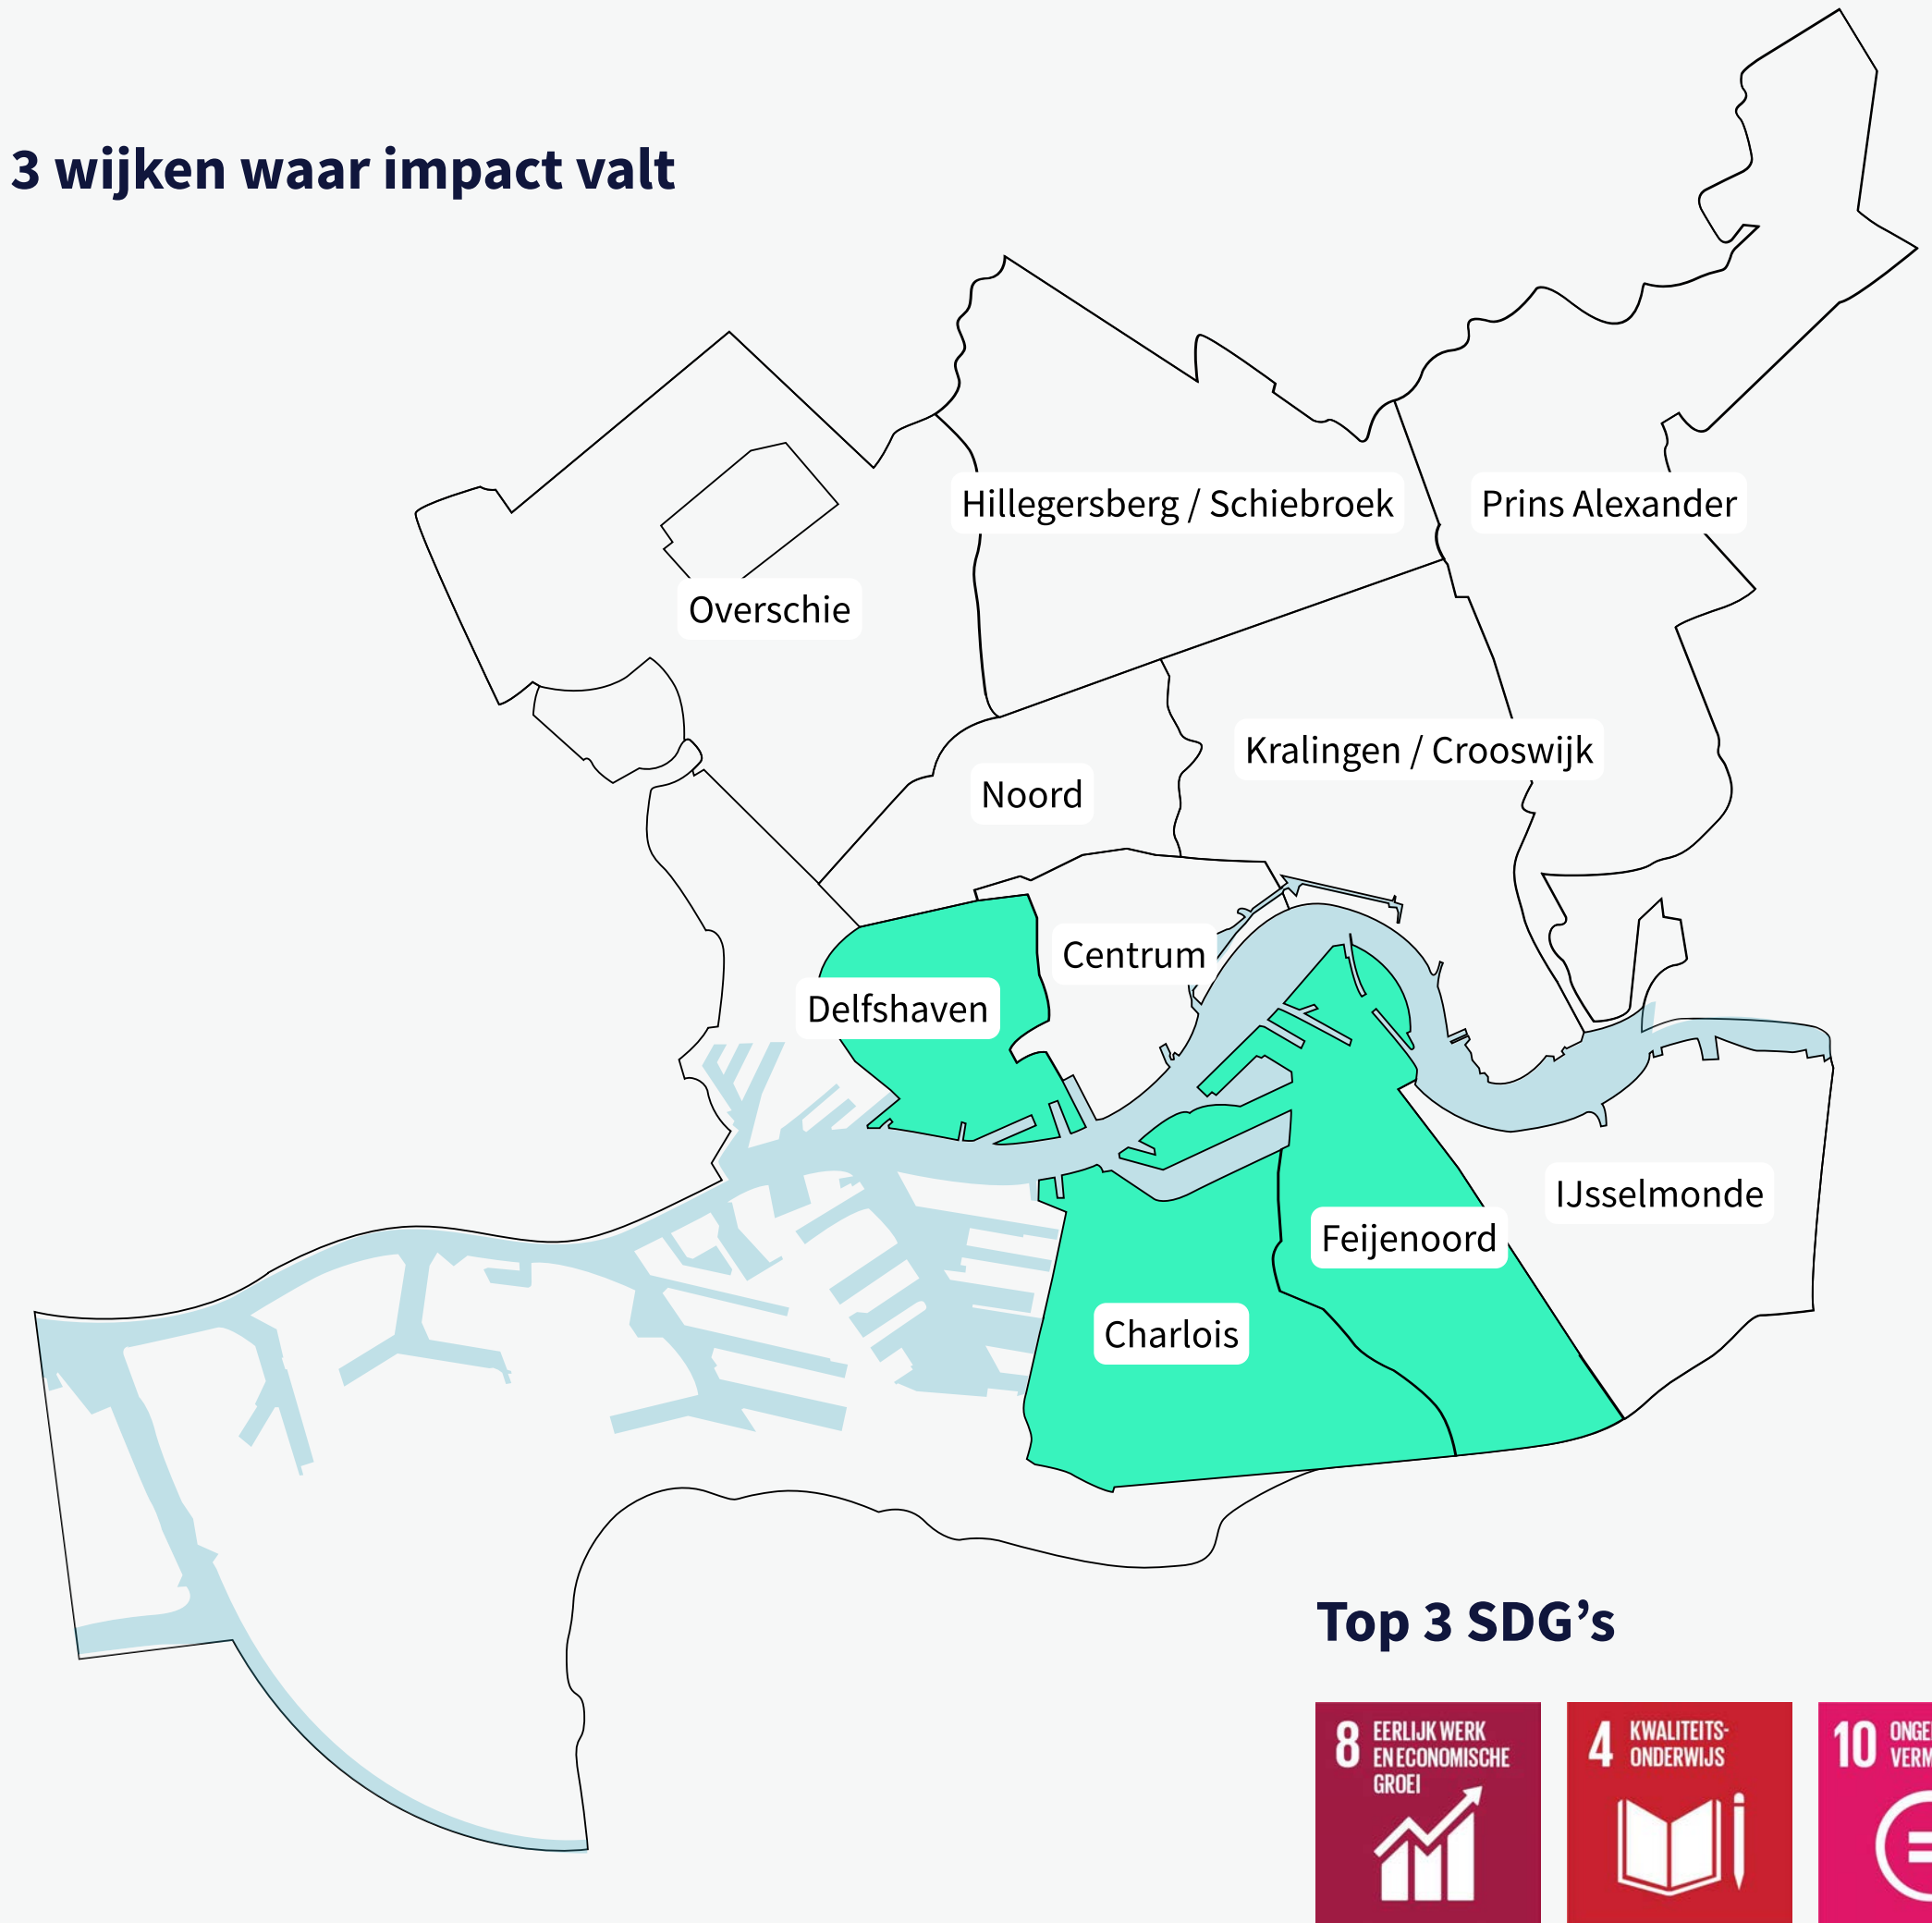 3 wijken waar impact valt
Hillegersberg / Schiebroek
Prins Alexander
Overschie
Kralingen / Crooswijk
Noord
Centrum
Delfshaven
IJsselmonde
Feijenoord
Charlois
Top 3 SDG’s
8 EERLIJK WERK
EN ECONOMISCHE
GROEI
4 KWALITEITS-
ONDERWIJS
10